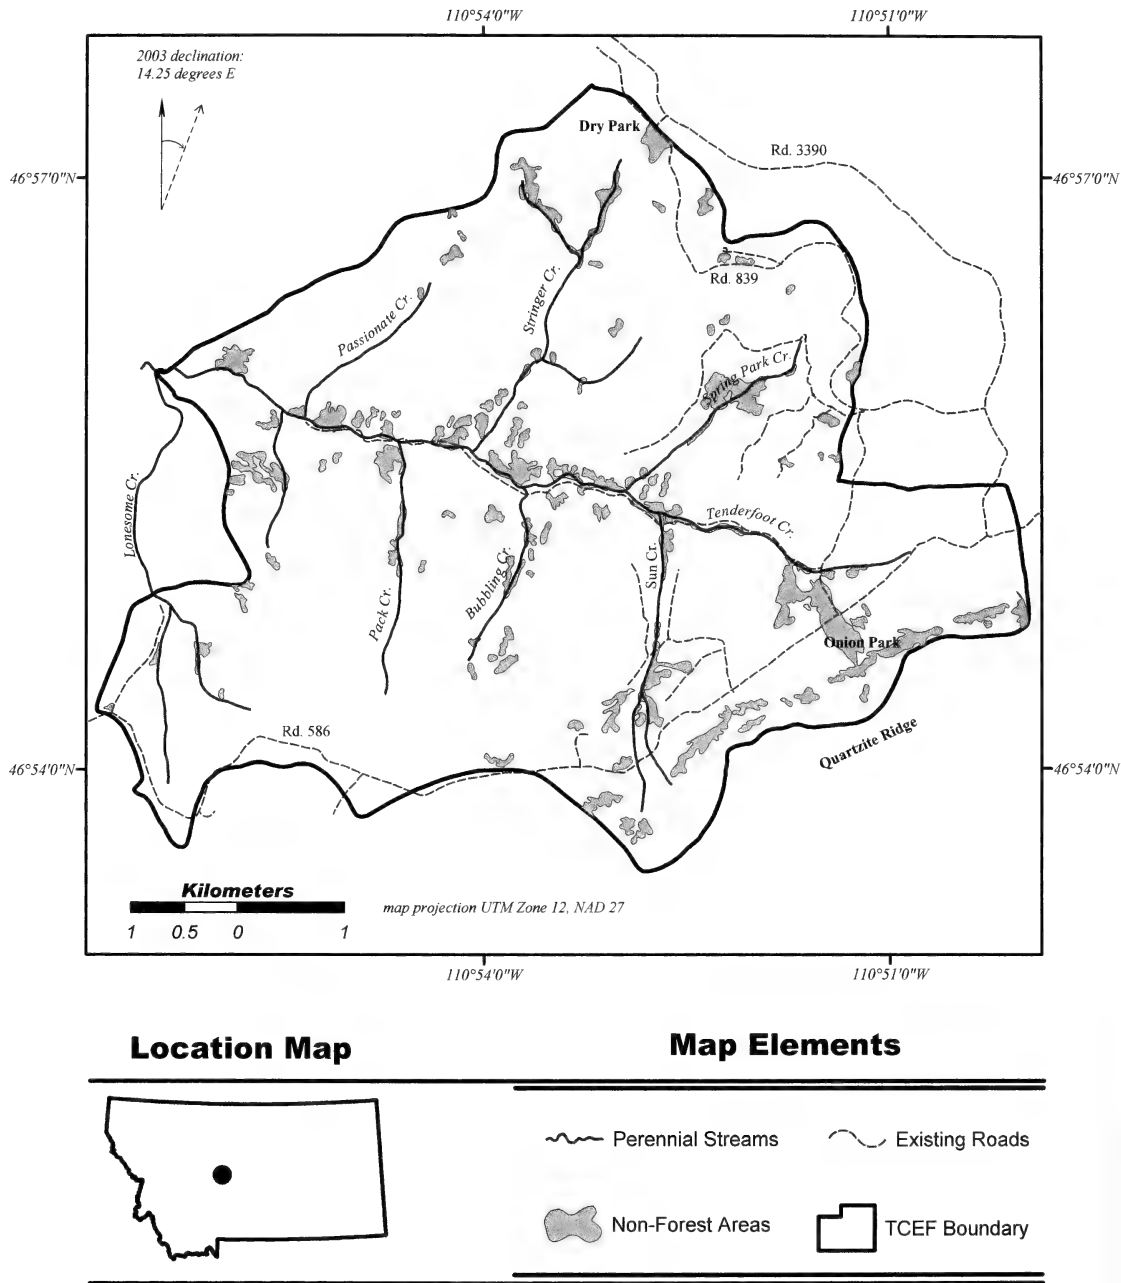 110°54'0"W
110°51'0"W
2003 declination:
14.25 degrees E
Dry Park
Rd. 3390
46°57'0"N
46°57'0"N
Rd. 839
Stringer Cr.
Passionate Cr.
Spring Park Cr.
Lonesome Cr.
Tenderfoot Cr.
Sun Cr.
Bubbling Cr.
Pack Cr.
Onion Park
Rd. 586
Quartzite Ridge
46°54'0"N
46°54'0"N
Kilometers
1 0.5 0 1
map projection UTM Zone 12, NAD 27
110°54'0"W
110°51'0"W
Location Map
Map Elements
Perennial Streams
Existing Roads
Non-Forest Areas
TCEF Boundary